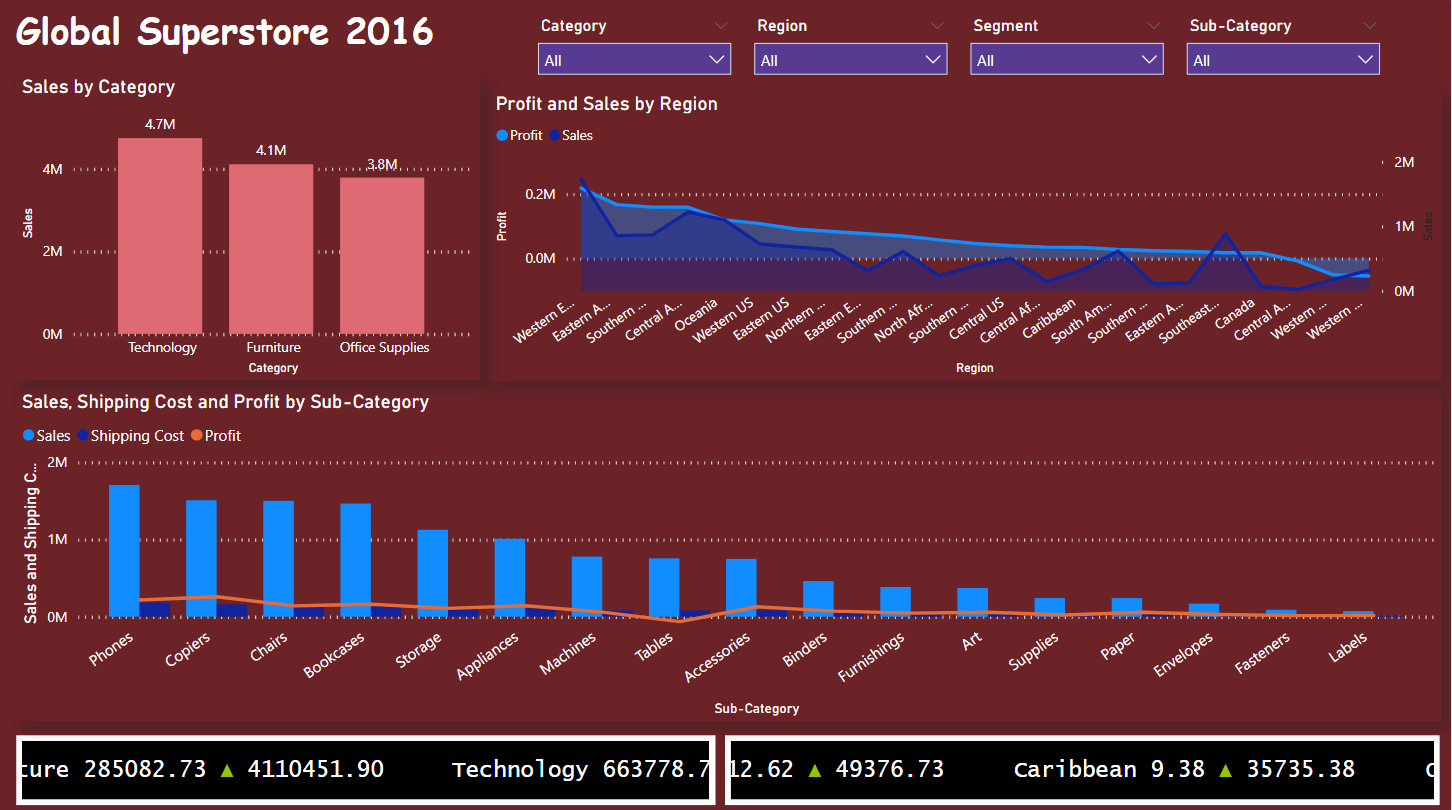 Global Superstore 2016
Category Region Segment Sub-Category
All All All All
Sales by Category
4.7M
4.1M
3.8M
4M
2M
0M
Sales
Technology Furniture Office Supplies
Category
Profit and Sales by Region
Profit Sales
0.2M
0.0M
Profit
2M
1M
0M
Sales
Western E...
Eastern A...
Southern ...
Central A...
Oceania
Western US
Eastern US
Northern ...
Eastern E...
Southern ...
North Afr...
Southern ...
Central US
Central Af...
Caribbean
South Am...
Southern ...
Eastern A...
Southeast...
Canada
Central A...
Western ...
Western ...
Region
Sales, Shipping Cost and Profit by Sub-Category
Sales Shipping Cost Profit
2M
1M
0M
Sales and Shipping C...
Phones
Copiers
Chairs
Bookcases
Storage
Appliances
Machines
Tables
Accessories
Binders
Furnishings
Art
Supplies
Paper
Envelopes
Fasteners
Labels
Sub-Category
ture 285082.73 ▲ 4110451.90 Technology 663778.7
12.62 ▲ 49376.73 Caribbean 9.38 ▲ 35735.38